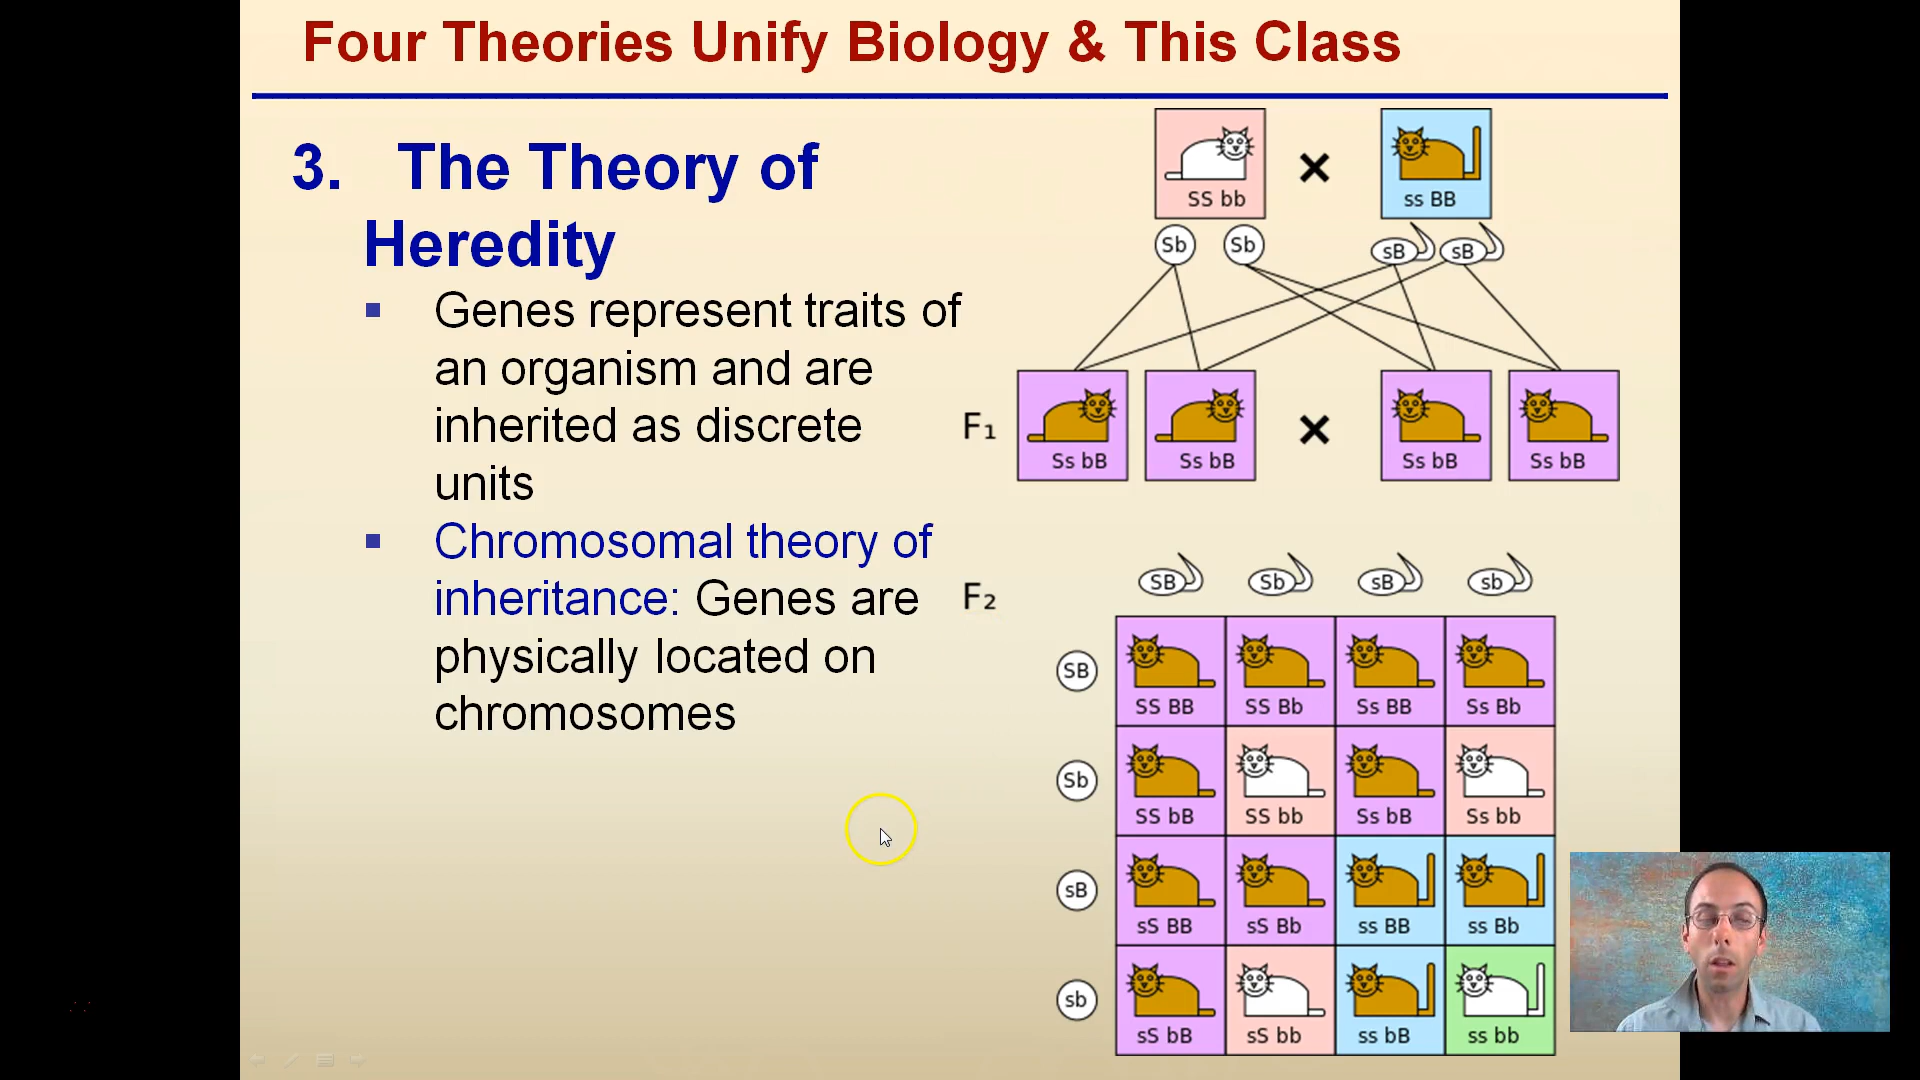 Four Theories Unify Biology & This Class
3. The Theory of
Heredity
Genes represent traits of
an organism and are
inherited as discrete
units
Chromosomal theory of
inheritance: Genes are
physically located on
chromosomes
SS bb
×
ss BB
Sb Sb sB sB
F₁
Ss bB Ss bB × Ss bB Ss bB
F₂
SB Sb sB sb
SB
SS BB SS Bb Ss BB Ss Bb
Sb
SS bB SS bb Ss bB Ss bb
sB
sS BB sS Bb ss BB ss Bb
sb
sS bB sS bb ss bB ss bb